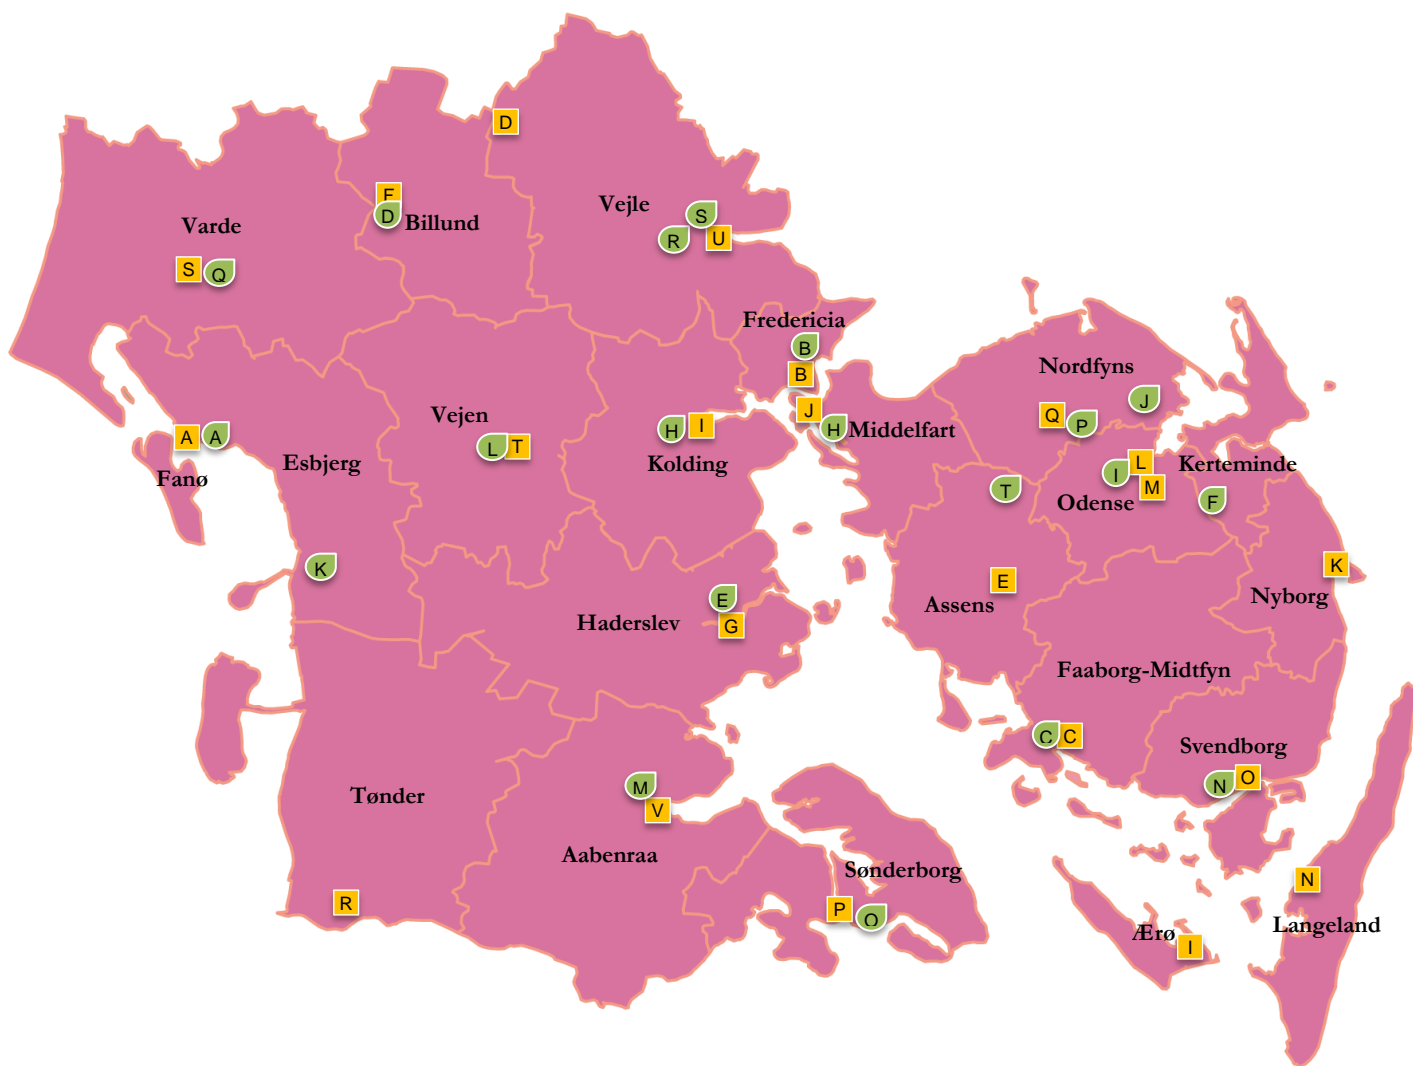 D
F
D
Billund
Varde
S
Q
Vejle
S
R
U
Fredericia
B
B
J
H
Middelfart
Nordfyns
J
Q
P
Vejen
L
T
H
I
Kolding
A
A
Esbjerg
Fanø
L
I
M
Kerteminde
Odense
F
T
K
K
E
Assens
Nyborg
E
G
Haderslev
Faaborg-Midtfyn
C
C
Svendborg
N
O
Tønder
M
V
Aabenraa
Sønderborg
P
O
R
N
Langeland
Ærø
I